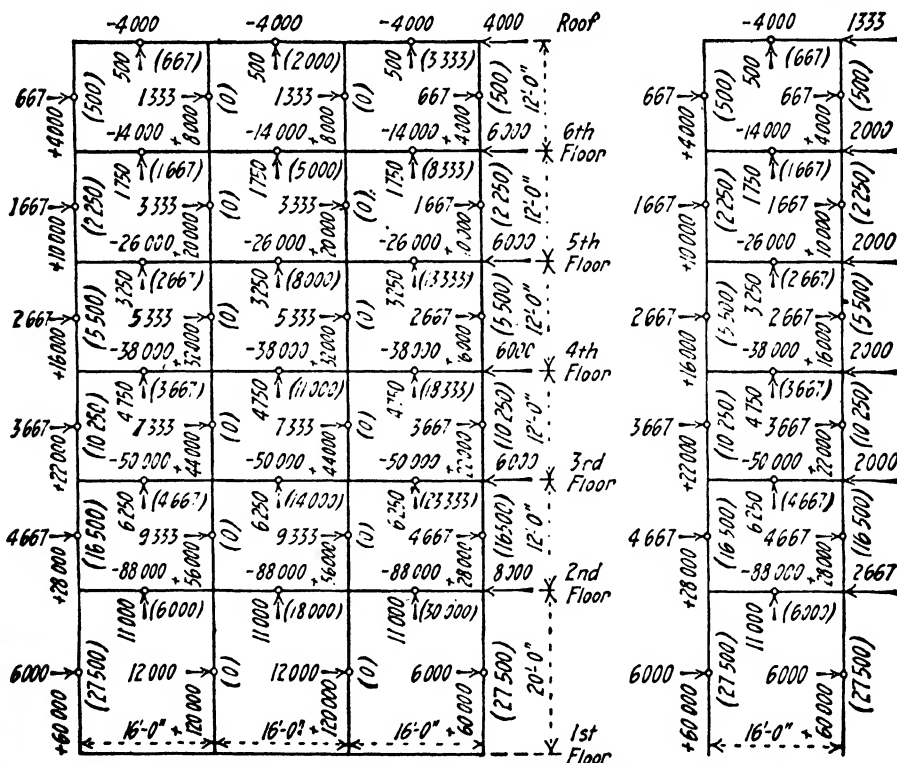 -4000 -4000 -4000 4000 Roof -4000 1333
500 (667) 500 (2000) 500 (3333) 500 (667)
667 (500) 1333 (0) 1333 (0) 667 (500) 12'-0" 667 (500) 667 (500)
+4000 +8000 +8000 +4000 +4000 +4000
-14000 -14000 -14000 6000 6th Floor -14000 2000
1750 (1667) 1750 (5000) 1750 (8333) 1750 (1667)
1667 (2250) 3333 (0) 3333 (0) 1667 (2250) 12'-0" 1667 (2250) 1667 (2250)
+10000 +20000 +20000 +10000 +10000
-26000 -26000 -26000 6000 5th Floor -26000 2000
3250 (2667) 3250 (8000) 3250 (13333) 3250 (2667)
2667 (5500) 5333 (0) 5333 (0) 2667 (5500) 12'-0" 2667 (5500) 2667 (5500)
+16000 +32000 +32000 +16000 +16000
-38000 -38000 -38000 6000 4th Floor -38000 2000
4750 (3667) 4750 (11000) 4750 (18333) 4750 (3667)
3667 (10250) 7333 (0) 7333 (0) 3667 (10250) 12'-0" 3667 (10250) 3667 (10250)
+22000 +44000 +44000 +22000 +22000
-50000 -50000 -50000 6000 3rd Floor -50000 2000
6250 (4667) 6250 (14000) 6250 (23333) 6250 (4667)
4667 (16500) 9333 (0) 9333 (0) 4667 (16500) 12'-0" 4667 (16500) 4667 (16500)
+28000 +56000 +56000 +28000 +28000 +28000
-88000 -88000 -88000 8000 2nd Floor -88000 2667
11000 (6000) 11000 (18000) 11000 (30000) 11000 (6000)
6000 (27500) 12000 (0) 12000 (0) 6000 (27500) 20'-0" 6000 (27500) 6000 (27500)
+60000 +120000 +120000 +60000 +60000 +60000
16'-0" 16'-0" 16'-0" 1st Floor 16'-0"